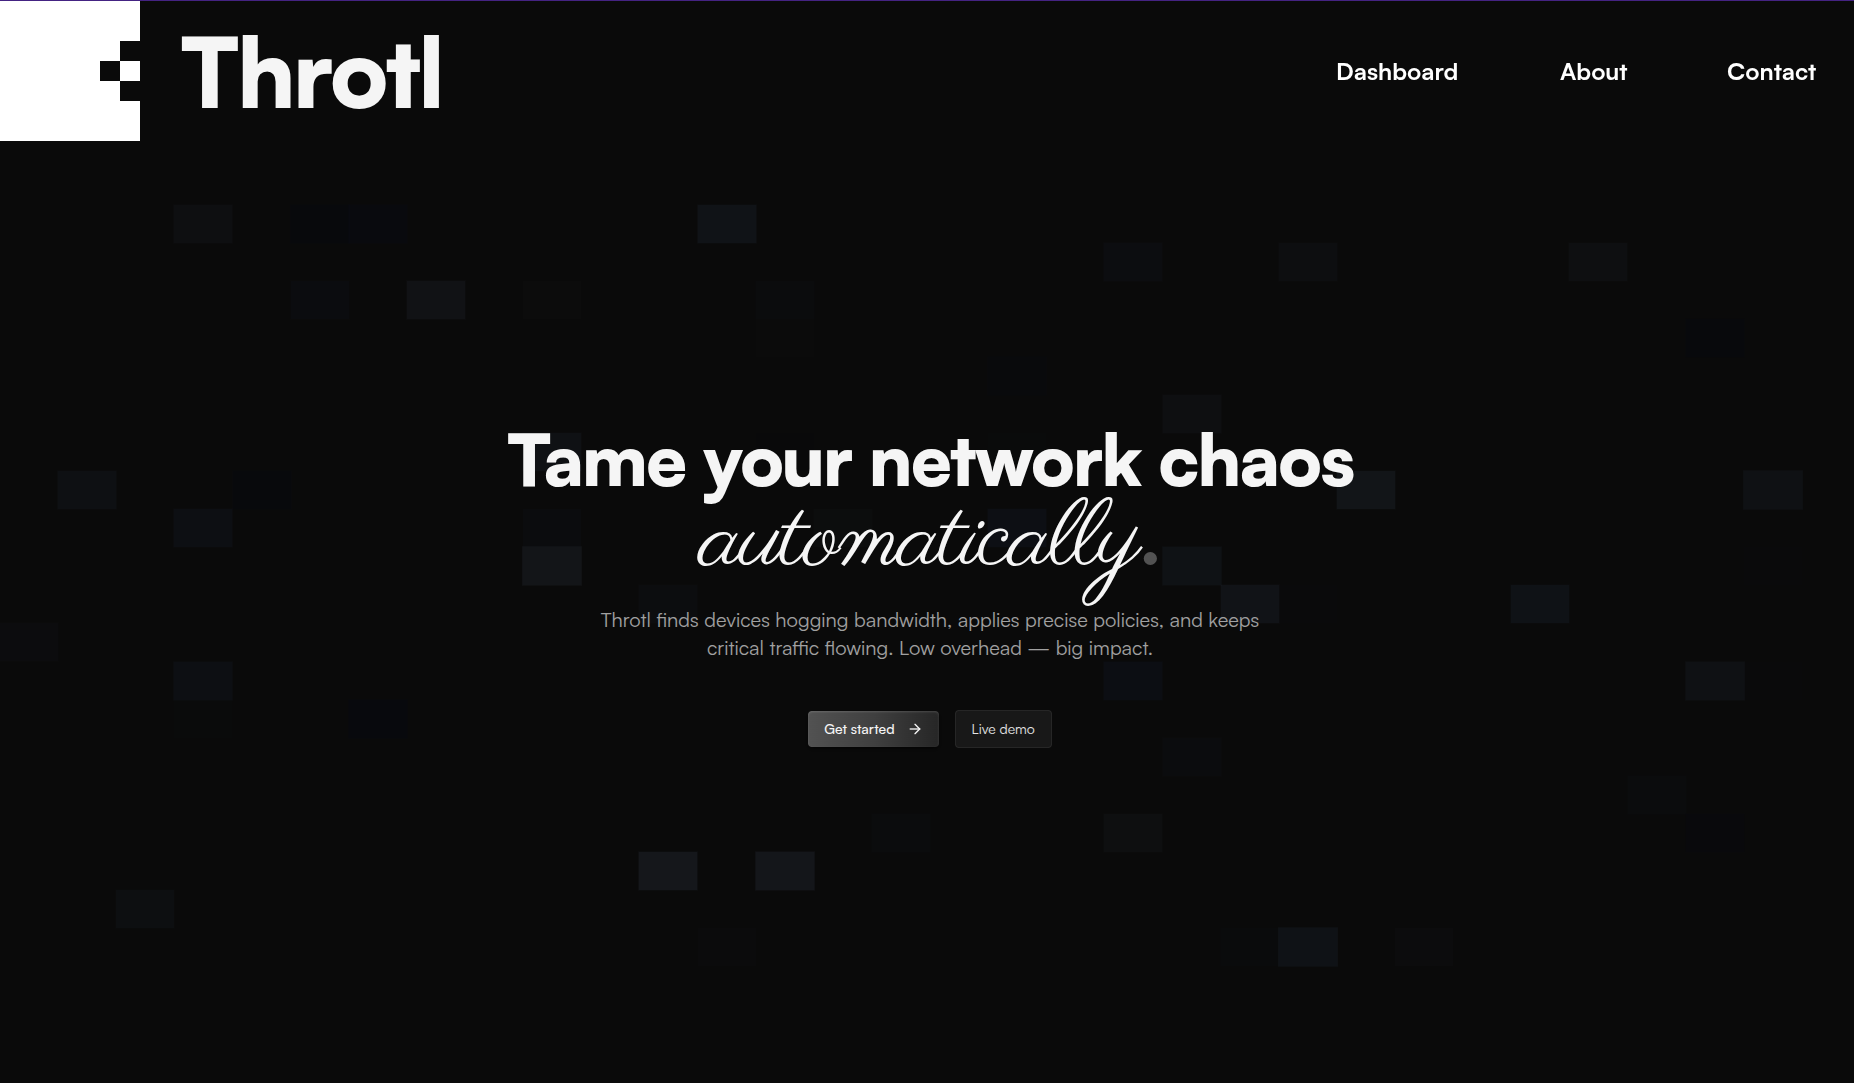 Throtl
Dashboard About Contact
Tame your network chaos
automatically.
Throtl finds devices hogging bandwidth, applies precise policies, and keeps
critical traffic flowing. Low overhead — big impact.
Get started → Live demo